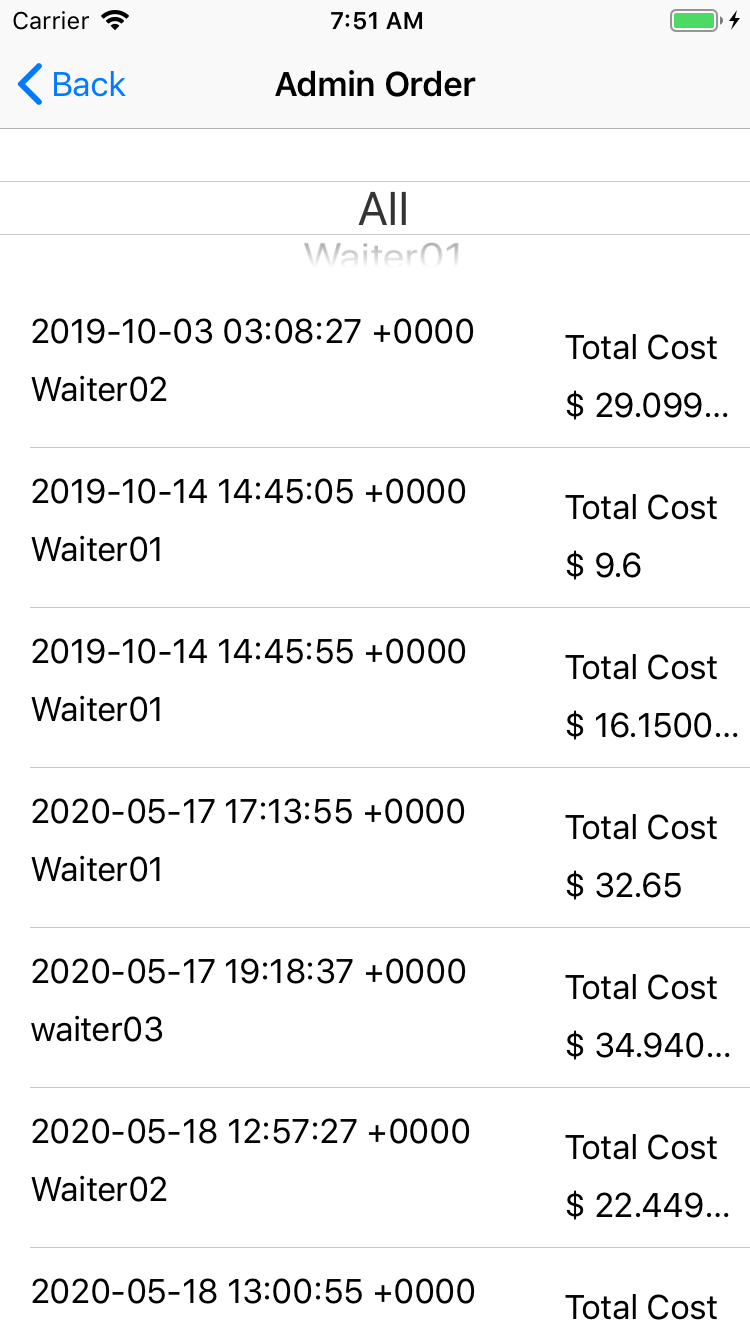 Carrier 7:51 AM
Back Admin Order
All
Waiter01
2019-10-03 03:08:27 +0000
Total Cost
Waiter02
$ 29.099...
2019-10-14 14:45:05 +0000
Total Cost
Waiter01
$ 9.6
2019-10-14 14:45:55 +0000
Total Cost
Waiter01
$ 16.1500...
2020-05-17 17:13:55 +0000
Total Cost
Waiter01
$ 32.65
2020-05-17 19:18:37 +0000
Total Cost
waiter03
$ 34.940...
2020-05-18 12:57:27 +0000
Total Cost
Waiter02
$ 22.449...
2020-05-18 13:00:55 +0000
Total Cost